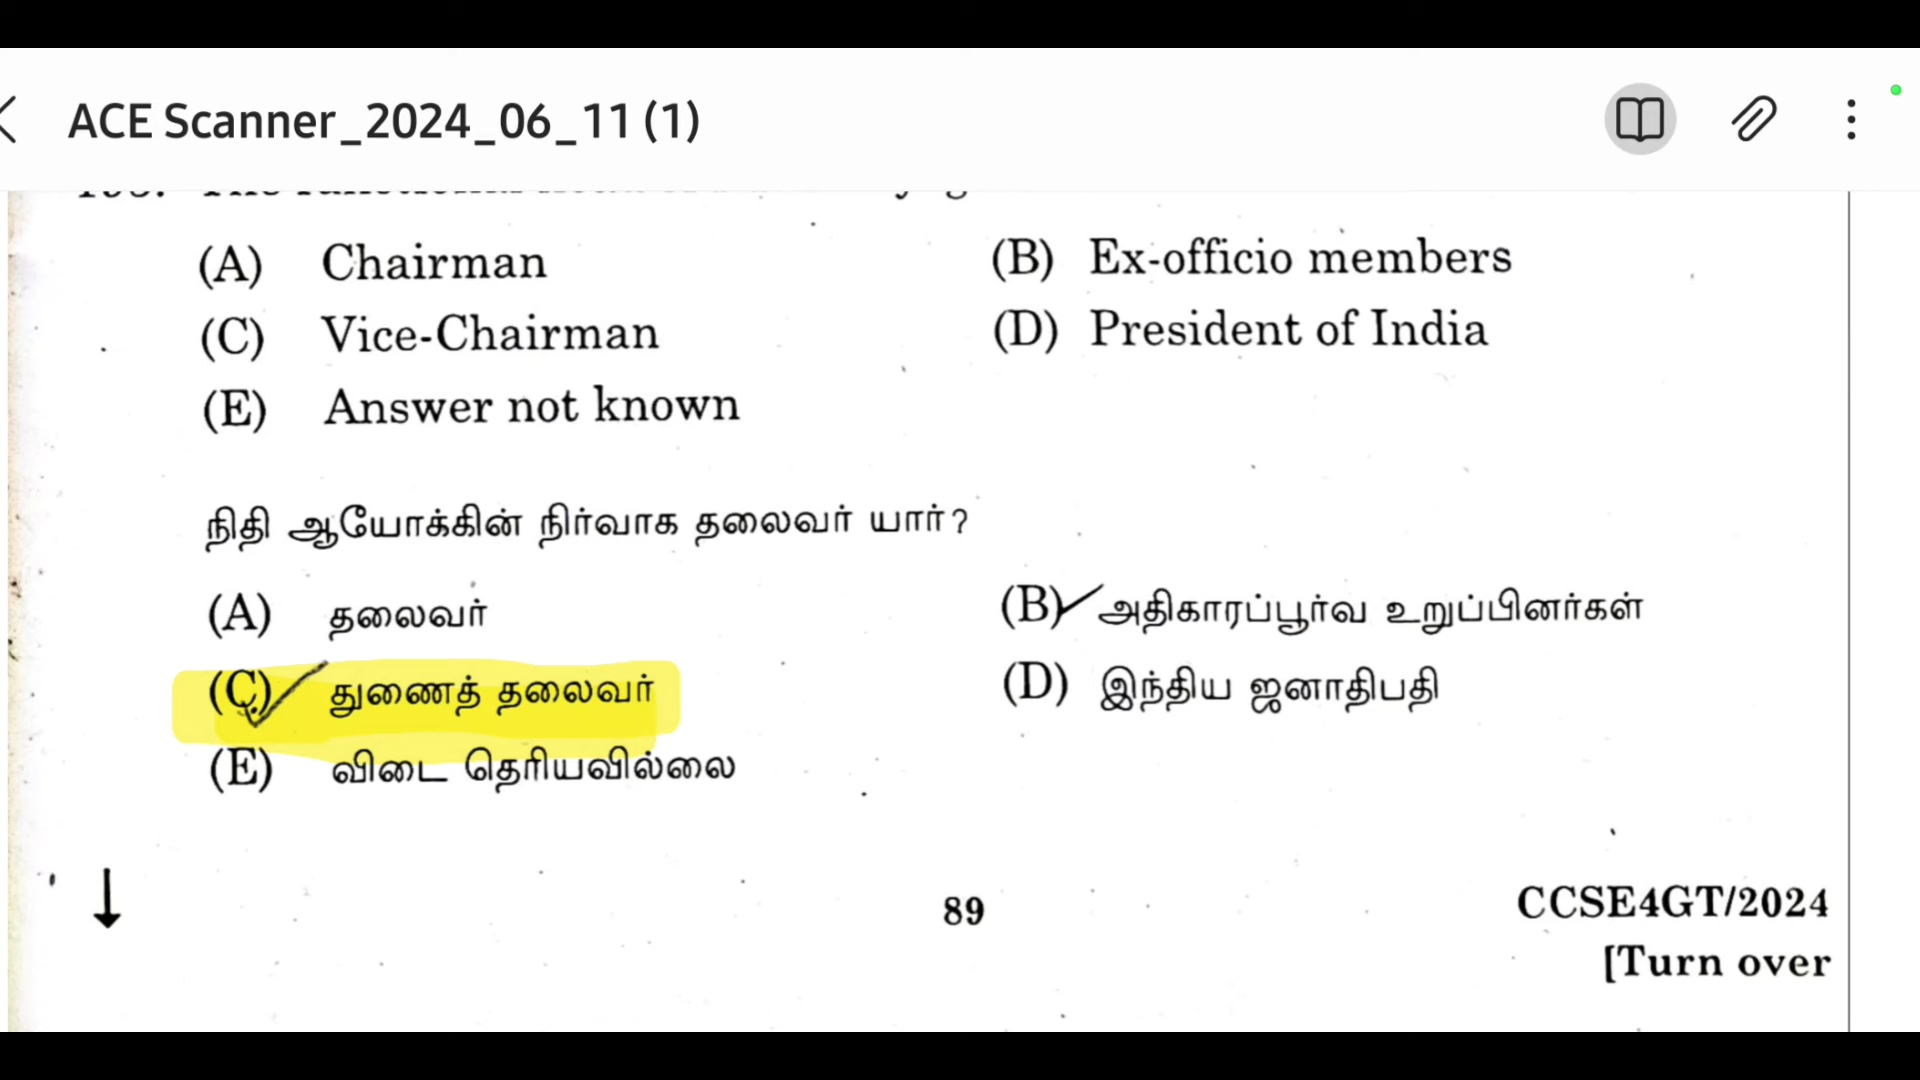 ACE Scanner_2024_06_11 (1)
(A) Chairman
(B) Ex-officio members
(C) Vice-Chairman
(D) President of India
(E) Answer not known
நிதி ஆயோக்கின் நிர்வாக தலைவர் யார்?
(A) தலைவர்
(B) அதிகாரப்பூர்வ உறுப்பினர்கள்
(C) துணைத் தலைவர்
(D) இந்திய ஜனாதிபதி
(E) விடை தெரியவில்லை
89
CCSE4GT/2024
[Turn over